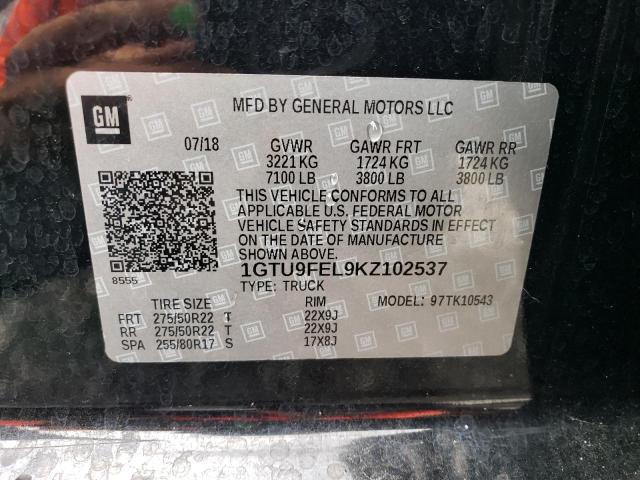 GM
MFD BY GENERAL MOTORS LLC
07/18 GVWR GAWR FRT GAWR RR
3221 KG 1724 KG 1724 KG
7100 LB 3800 LB 3800 LB
THIS VEHICLE CONFORMS TO ALL
APPLICABLE U.S. FEDERAL MOTOR
VEHICLE SAFETY STANDARDS IN EFFECT
ON THE DATE OF MANUFACTURE
1GTU9FEL9KZ102537
8555
TYPE: TRUCK MODEL: 97TK10543
TIRE SIZE RIM
FRT 275/50R22 T 22X9J
RR 275/50R22 T 22X9J
SPA 255/80R17 S 17X8J